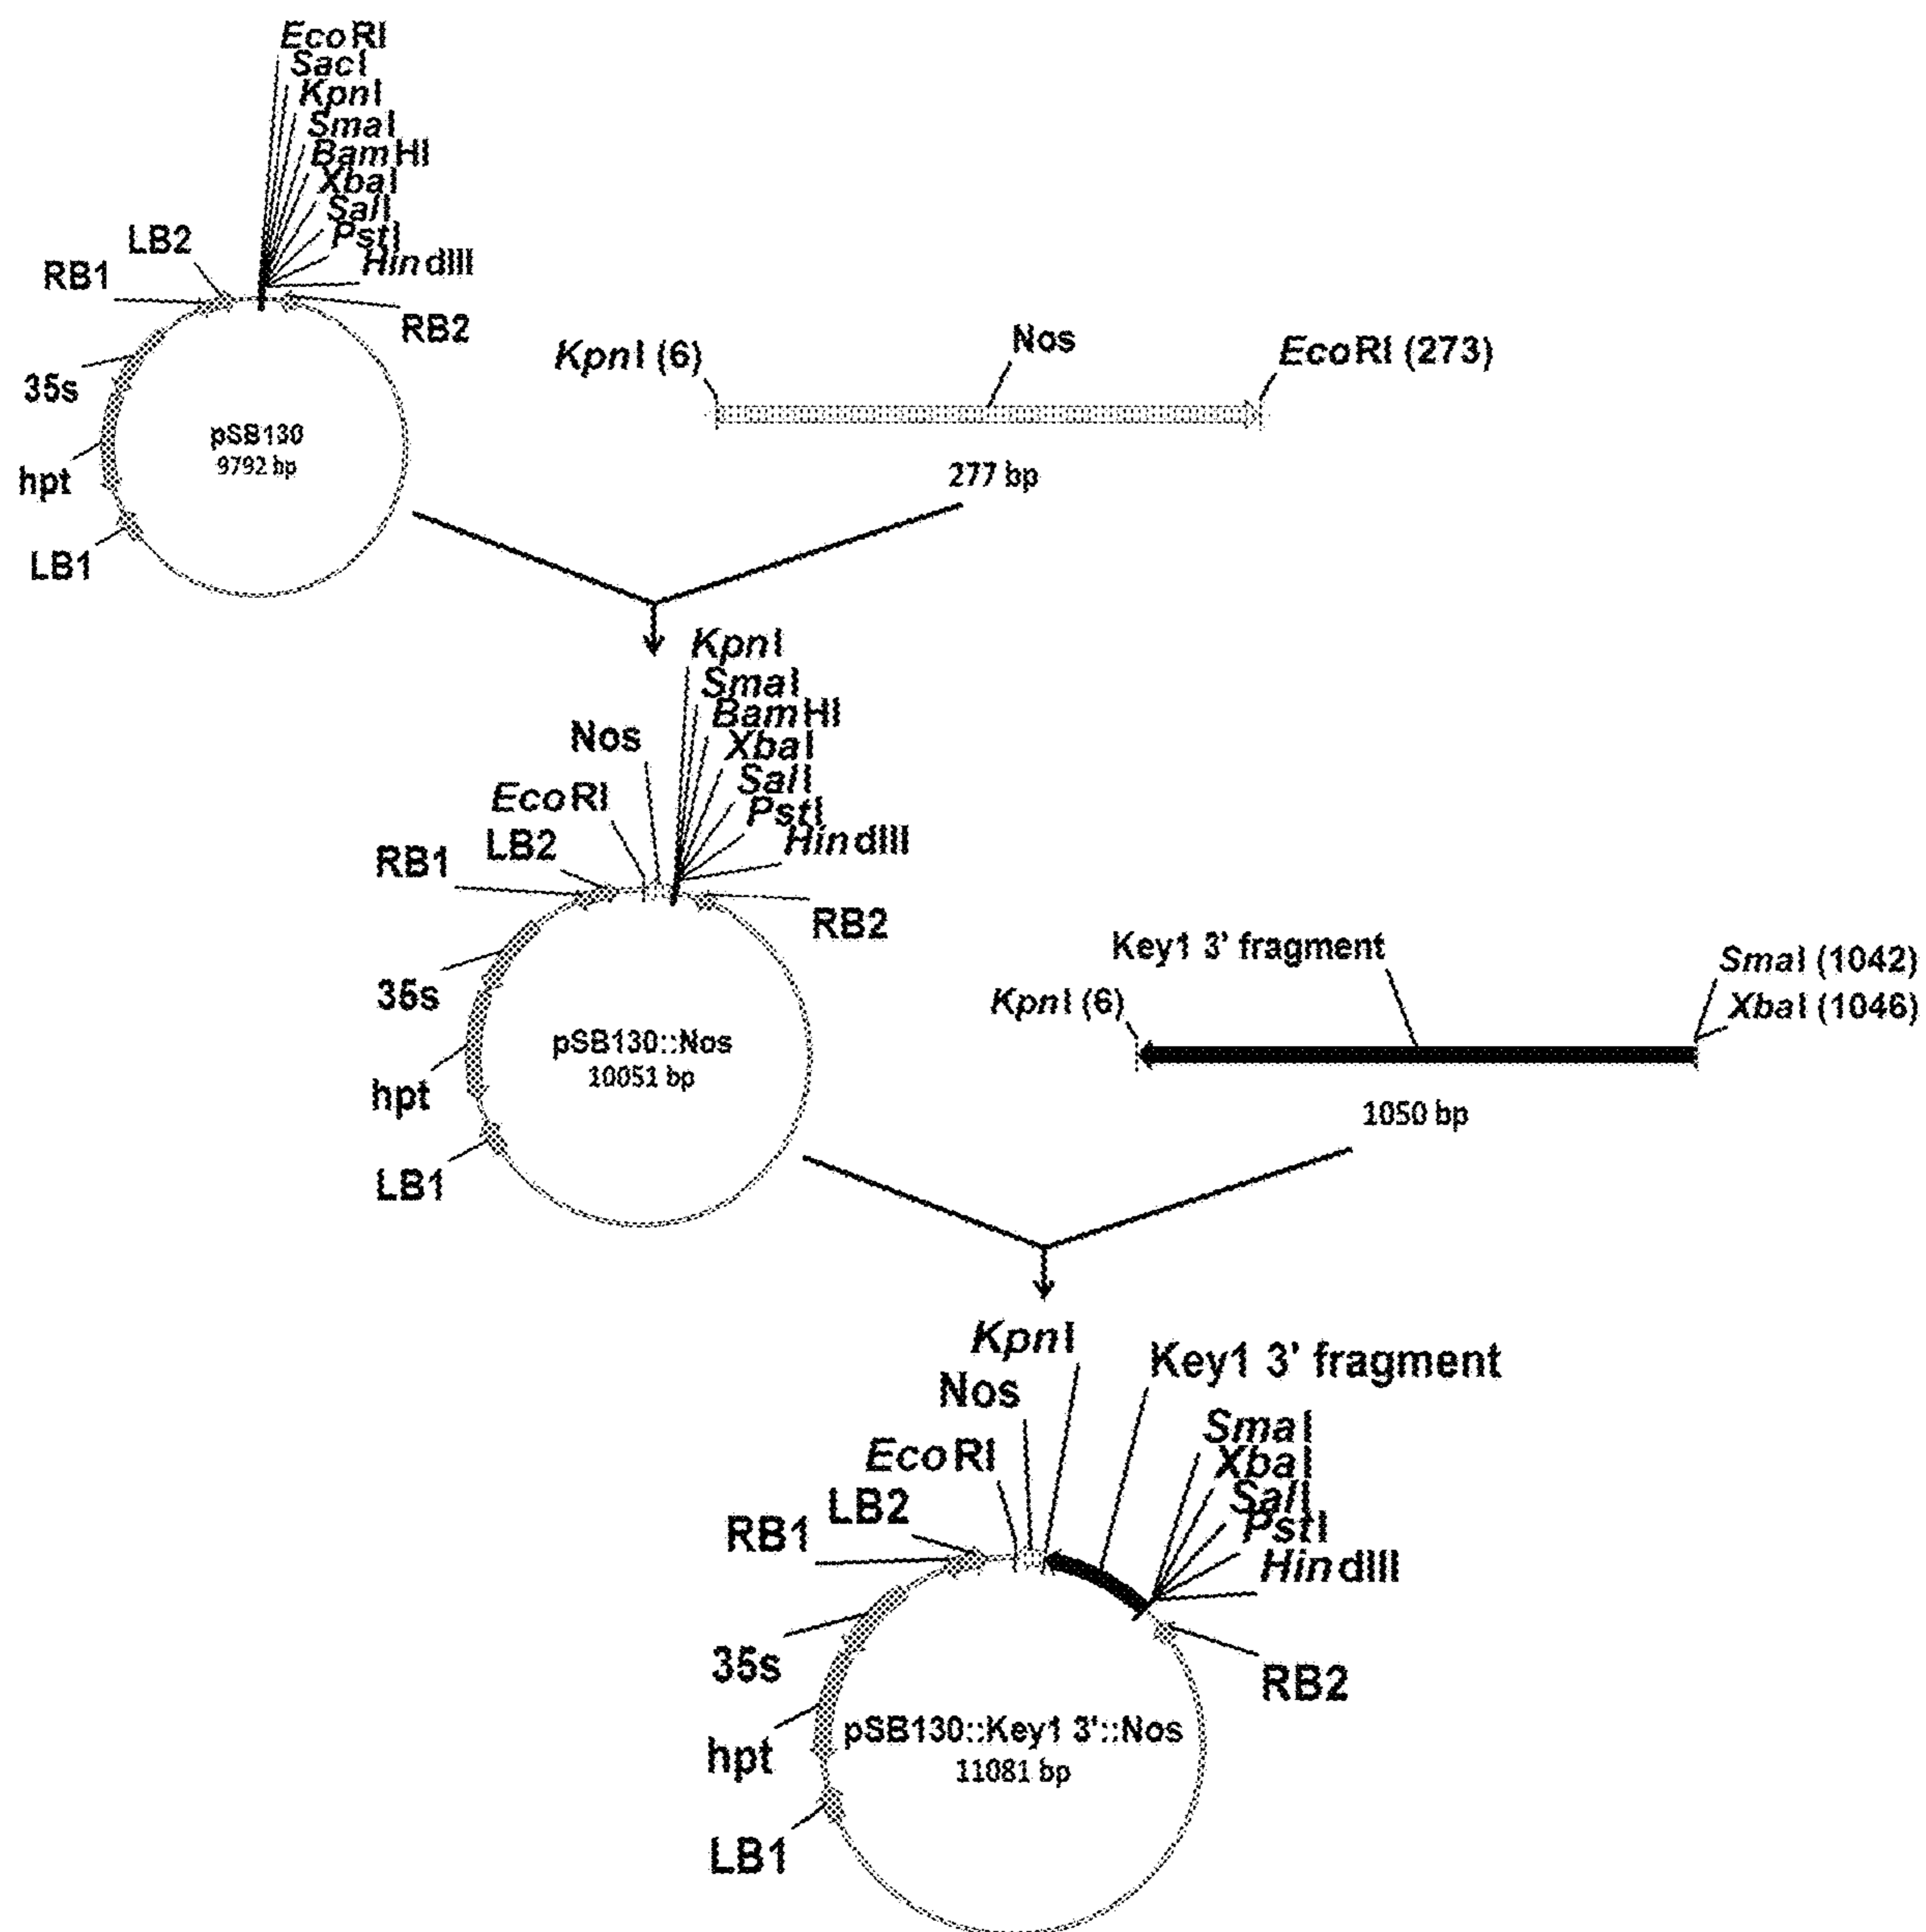 EcoRI
SacI
KpnI
SmaI
BamHI
XbaI
SalI
PstI
HindIII
LB2
RB1
RB2
35s
pSB130
9792 bp
hpt
LB1
KpnI (6)
Nos
EcoRI (273)
277 bp
KpnI
SmaI
BamHI
XbaI
SalI
PstI
HindIII
Nos
EcoRI
LB2
RB1
RB2
35s
pSB130::Nos
10051 bp
hpt
LB1
Key1 3' fragment
KpnI (6)
SmaI (1042)
XbaI (1046)
1050 bp
KpnI
Nos
Key1 3' fragment
EcoRI
SmaI
XbaI
SalI
PstI
HindIII
LB2
RB1
35s
RB2
pSB130::Key1 3'::Nos
11081 bp
hpt
LB1